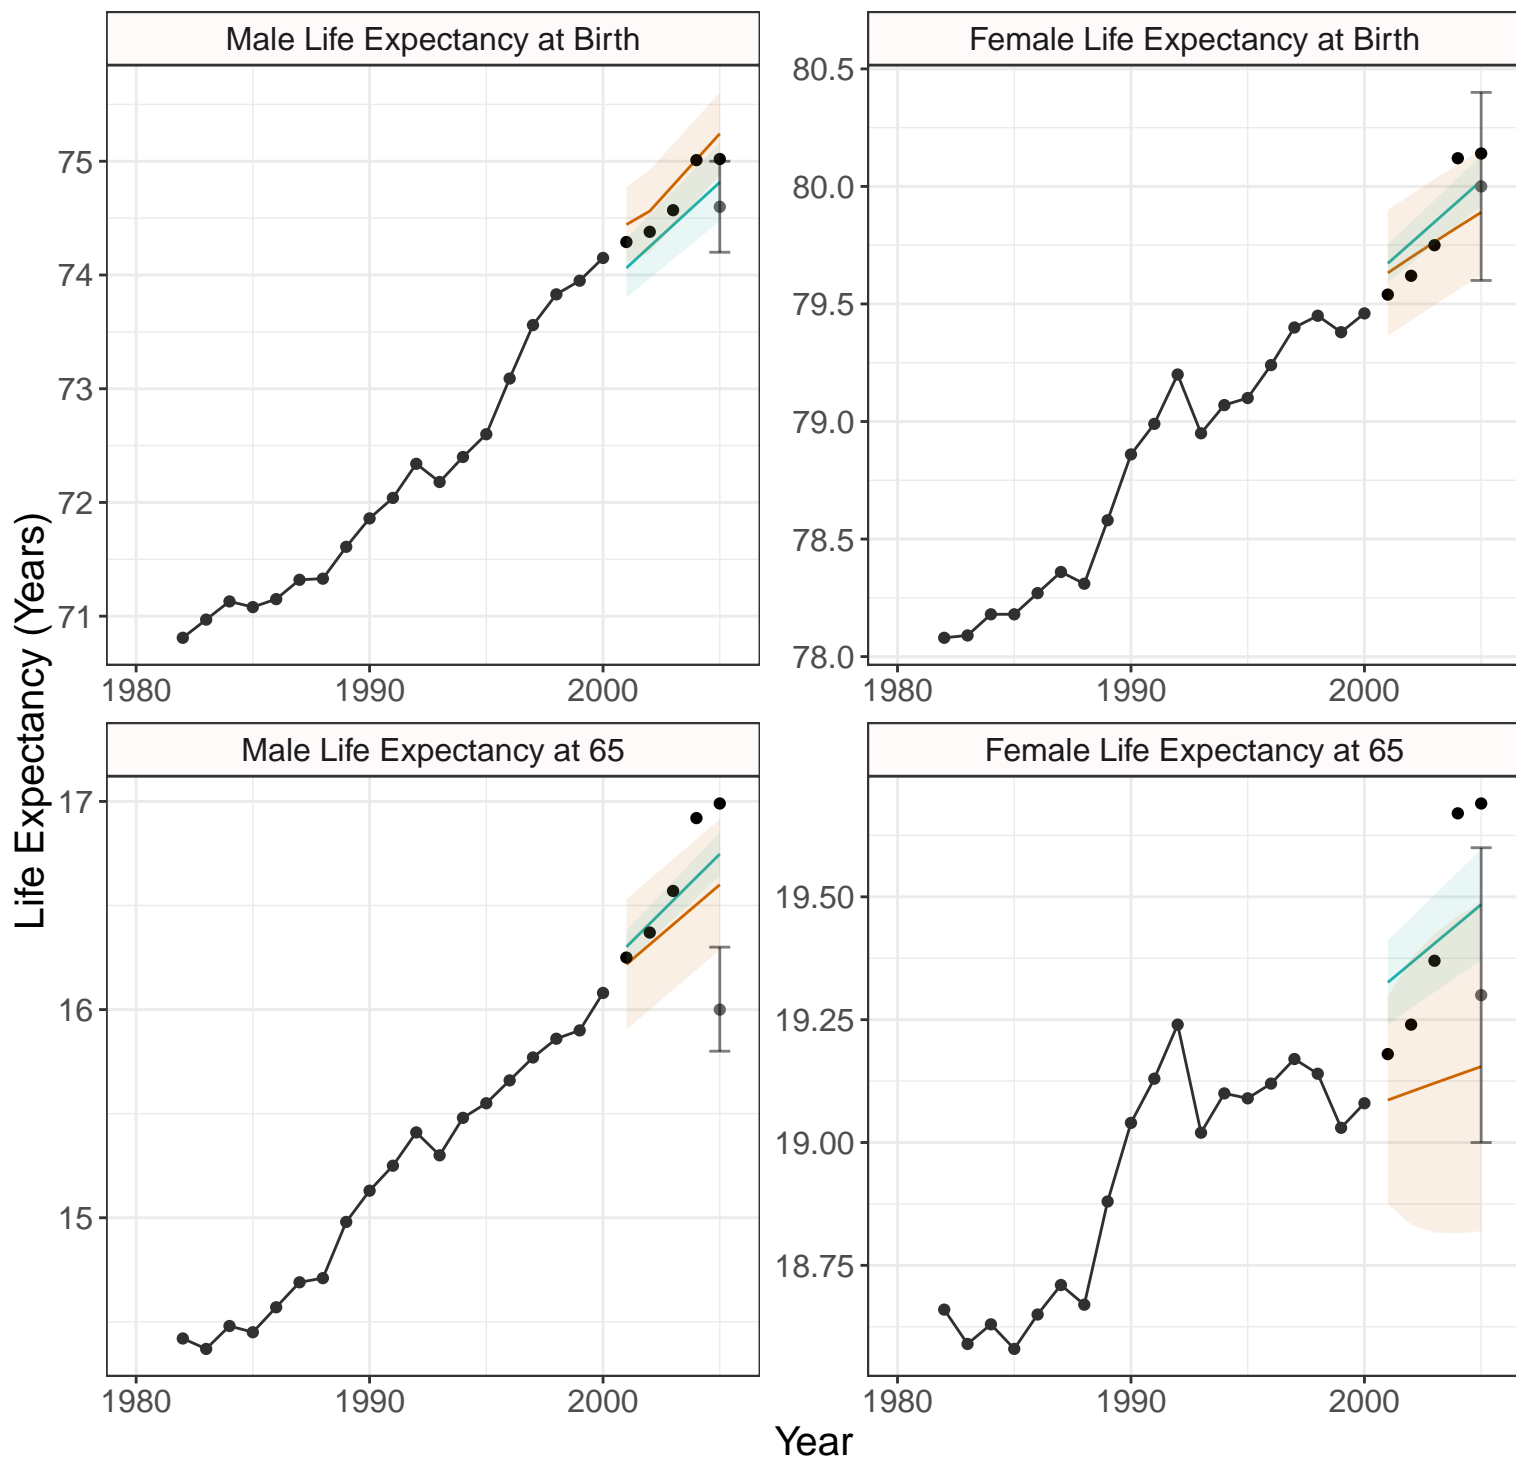 Male Life Expectancy at Birth
Female Life Expectancy at Birth
75
74
73
72
71
1980 1990 2000
80.5
80.0
79.5
79.0
78.5
78.0
1980 1990 2000
Life Expectancy (Years)
Male Life Expectancy at 65
Female Life Expectancy at 65
17
16
15
1980 1990 2000
19.50
19.25
19.00
18.75
1980 1990 2000
Year